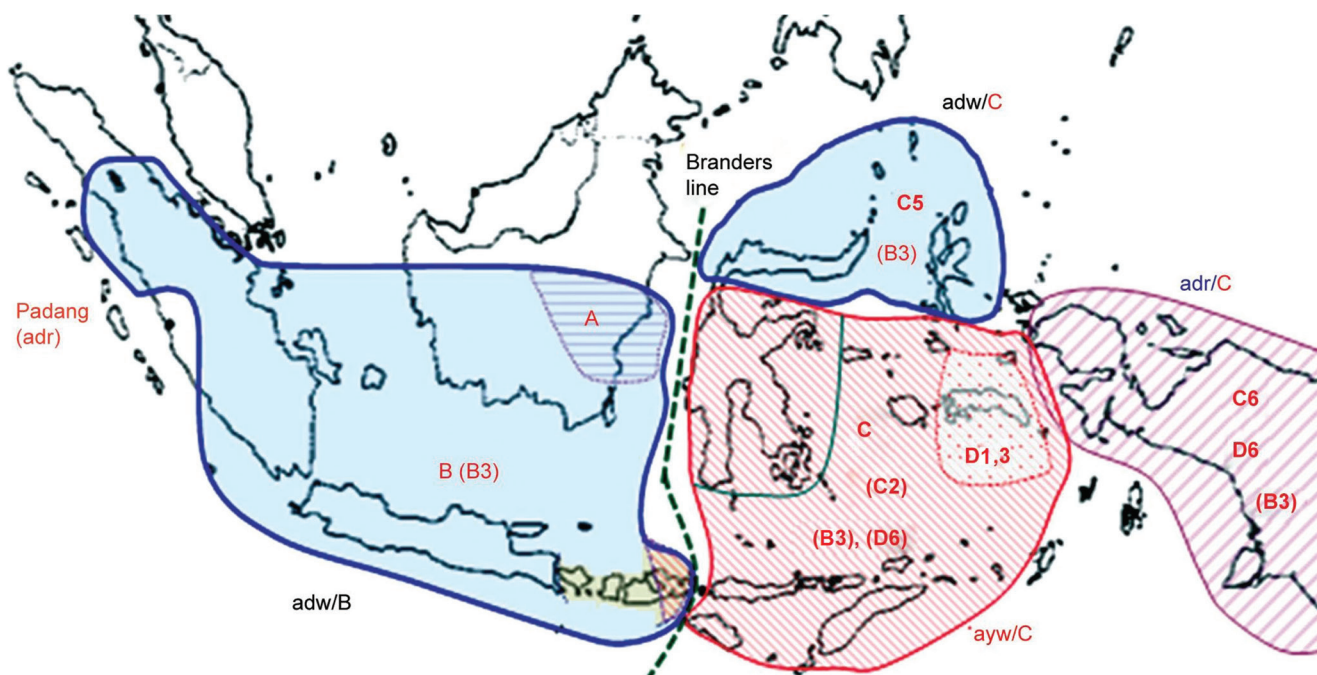 adw/C
Branders
line
C5
(B3)
adr/C
Padang
(adr)
A
C6
C
D1,3
D6
B (B3)
(C2)
(B3)
(B3), (D6)
adw/B
ayw/C